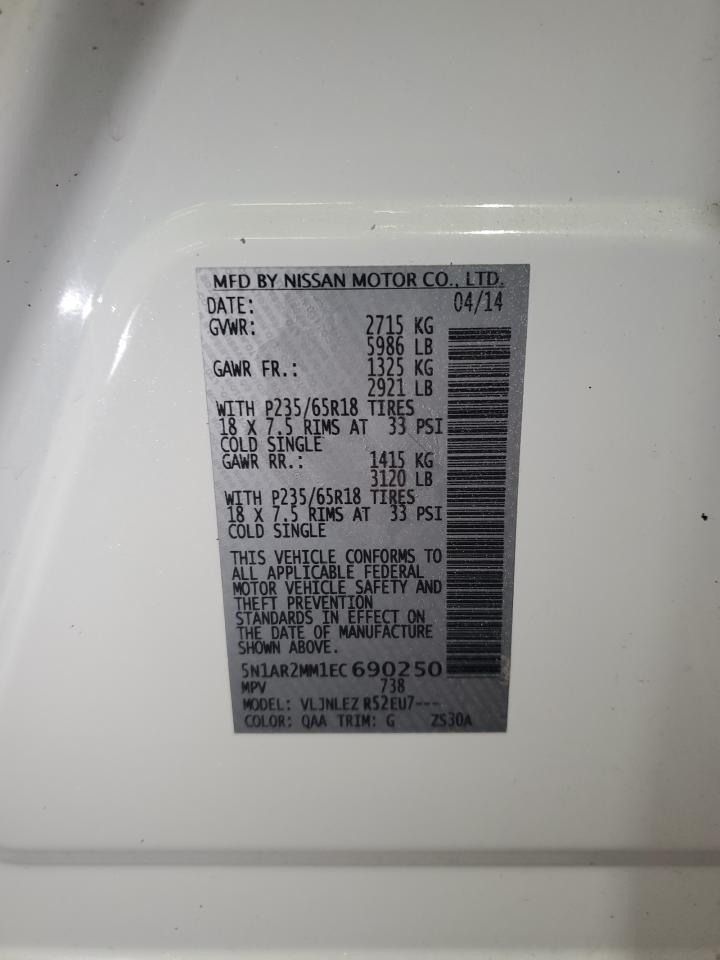 MFD BY NISSAN MOTOR CO., LTD.
DATE: 04/14
GVWR: 2715 KG
5986 LB
GAWR FR.: 1325 KG
2921 LB
WITH P235/65R18 TIRES
18 X 7.5 RIMS AT 33 PSI
COLD SINGLE
GAWR RR.: 1415 KG
3120 LB
WITH P235/65R18 TIRES
18 X 7.5 RIMS AT 33 PSI
COLD SINGLE
THIS VEHICLE CONFORMS TO
ALL APPLICABLE FEDERAL
MOTOR VEHICLE SAFETY AND
THEFT PREVENTION
STANDARDS IN EFFECT ON
THE DATE OF MANUFACTURE
SHOWN ABOVE.
5N1AR2MM1EC690250
MPV 738
MODEL: VLJNLEZ R52EU7---
COLOR: QAA TRIM: G ZS30A